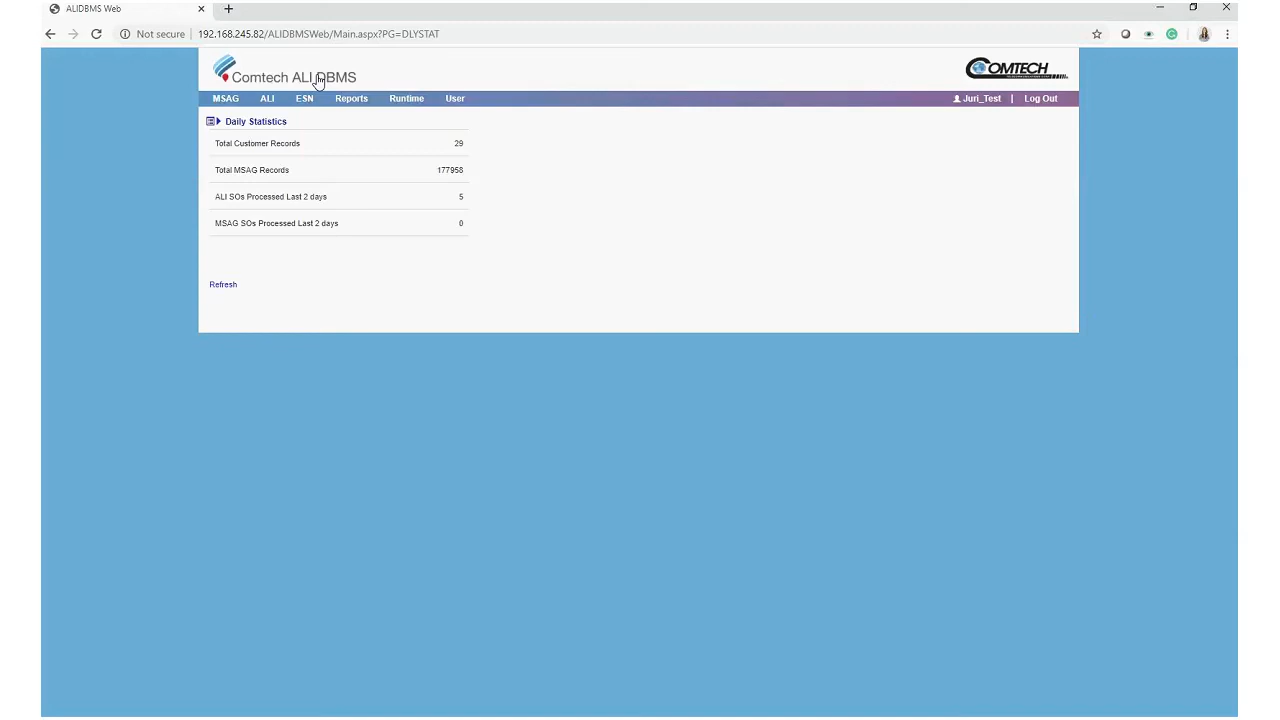 ALIDBMS Web
Not secure
192.168.245.82/ALIDBMSWeb/Main.aspx?PG=DLYSTAT
Comtech ALI DBMS
COMTECH
MSAG ALI ESN Reports Runtime User Juri_Test | Log Out
Daily Statistics
Total Customer Records 29
Total MSAG Records 177958
ALI SOs Processed Last 2 days 5
MSAG SOs Processed Last 2 days 0
Refresh